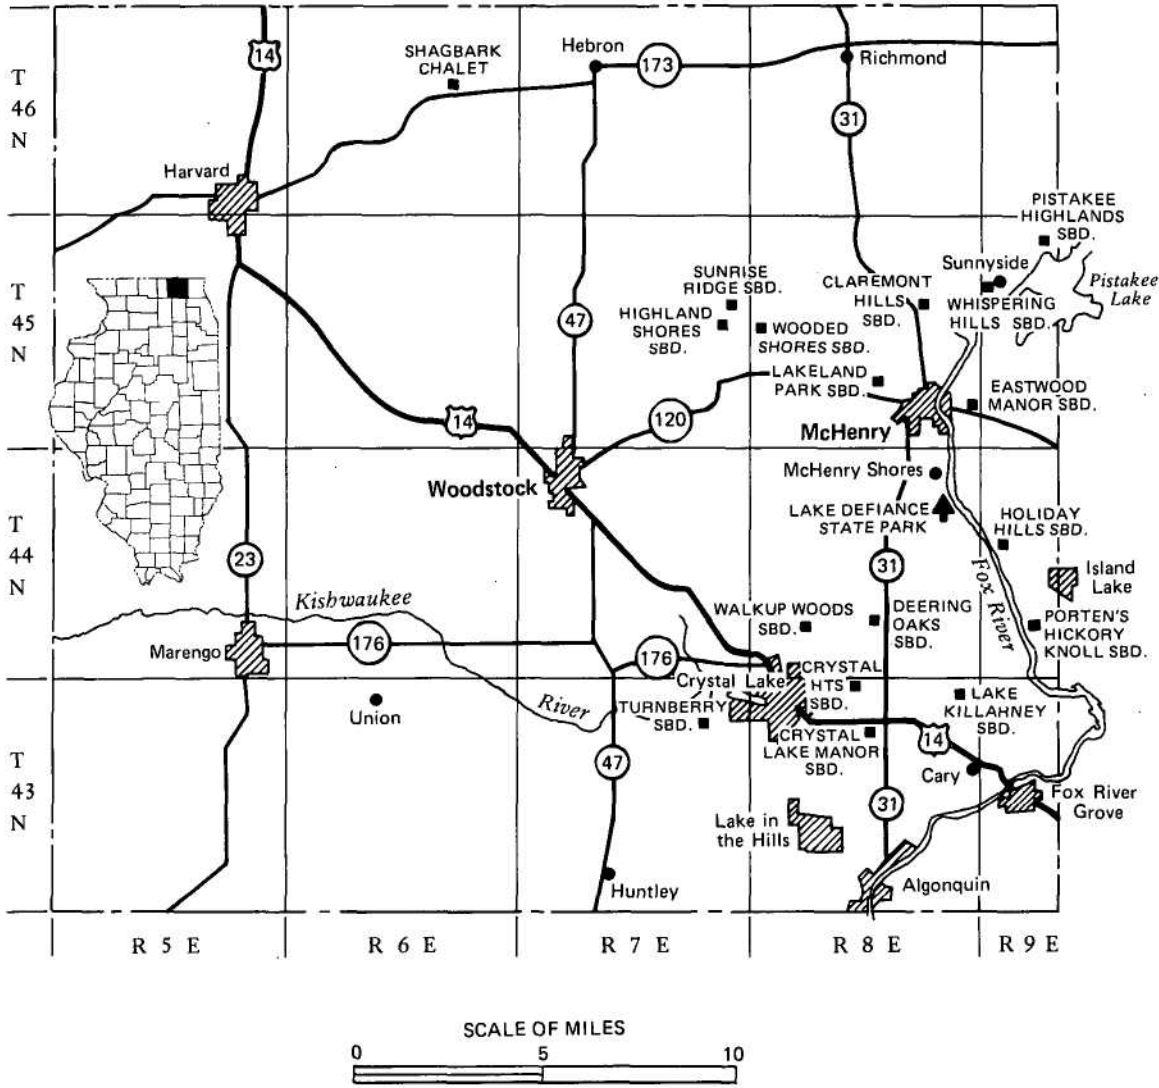 14
SHAGBARK
CHALET
Hebron
173
Richmond
T
46
N
31
Harvard
PISTAKEE
HIGHLANDS
SBD.
Sunnyside
Pistakee
Lake
T
45
N
SUNRISE
RIDGE SBD.
CLAREMONT
HILLS
SBD.
WHISPERING
HILLS SBD.
HIGHLAND
SHORES
SBD.
47
WOODED
SHORES SBD.
LAKELAND
PARK SBD.
EASTWOOD
MANOR SBD.
14
120
McHenry
Woodstock
McHenry Shores
LAKE DEFIANCE
STATE PARK
HOLIDAY
HILLS SBD.
T
44
N
23
31
Fox River
Island
Lake
Kishwaukee
WALKUP WOODS
SBD.
DEERING
OAKS
SBD.
PORTEN'S
HICKORY
KNOLL SBD.
Marengo
176
176
Crystal Lake
CRYSTAL
HTS
SBD.
Union
River
TURNBERRY
SBD.
LAKE
KILLAHNEY
SBD.
CRYSTAL
LAKE MANOR
SBD.
14
T
43
N
47
Cary
31
Fox River
Grove
Lake in
the Hills
Huntley
Algonquin
R 5 E
R 6 E
R 7 E
R 8 E
R 9 E
SCALE OF MILES
0 5 10